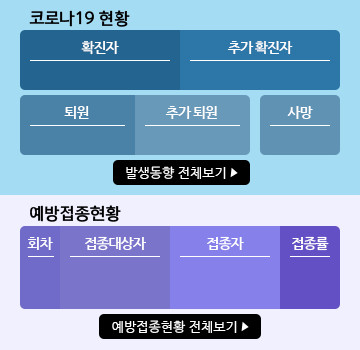 코로나19 현황
확진자 추가 확진자
퇴원 추가 퇴원 사망
발생동향 전체보기 ▶
예방접종현황
회차 접종대상자 접종자 접종률
예방접종현황 전체보기 ▶